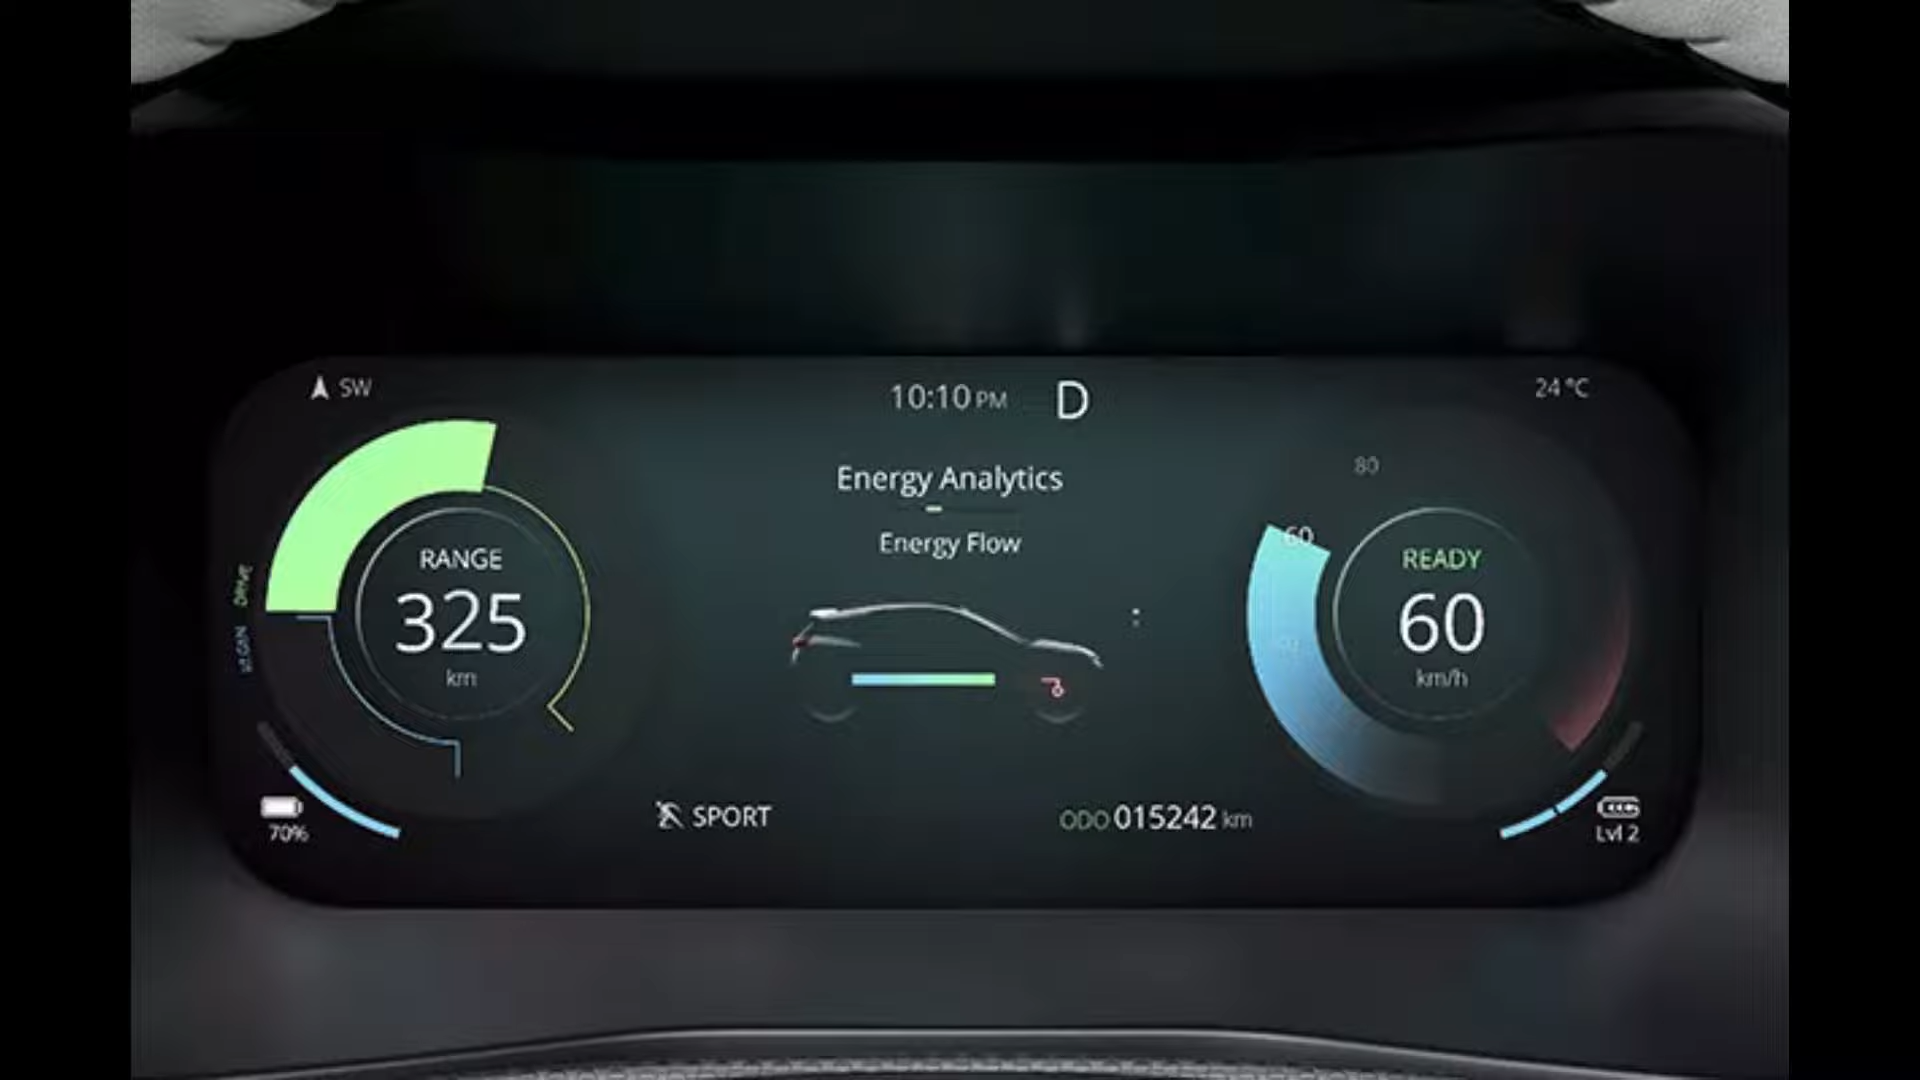 SW
10:10 PM D
24 °C
Energy Analytics
Energy Flow
DRIVE
RANGE
325
km
80
60
READY
60
km/h
70%
SPORT
ODO 015242 km
Lvl 2